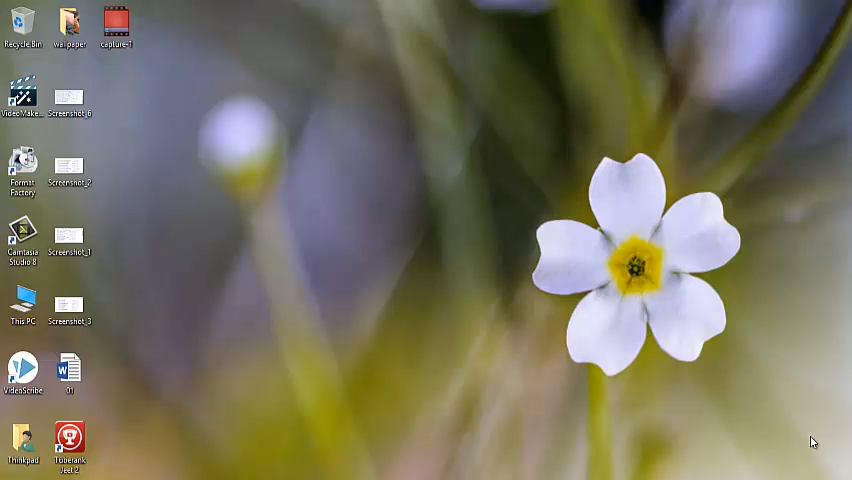 Recycle Bin
wallpaper
capture-1
VideoMake...
Screenshot_6
Format
Factory
Screenshot_2
Camtasia
Studio 8
Screenshot_1
This PC
Screenshot_3
VideoScribe
01
Thinkpad
Tuberank
Jeet 2